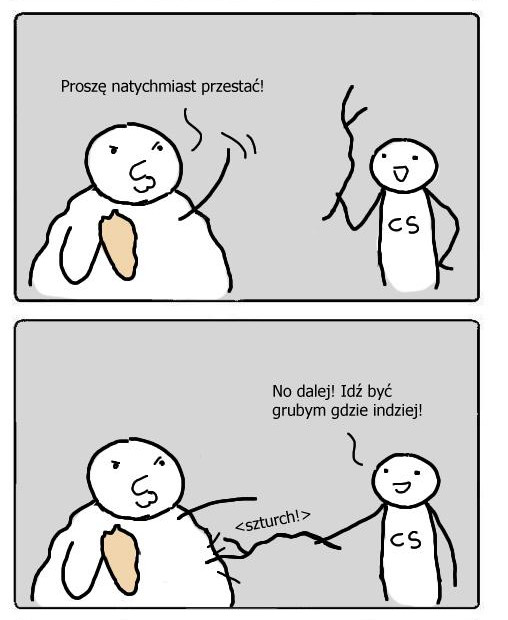 Proszę natychmiast przestać!
CS
No dalej! Idź być
grubym gdzie indziej!
<szturch!>
CS